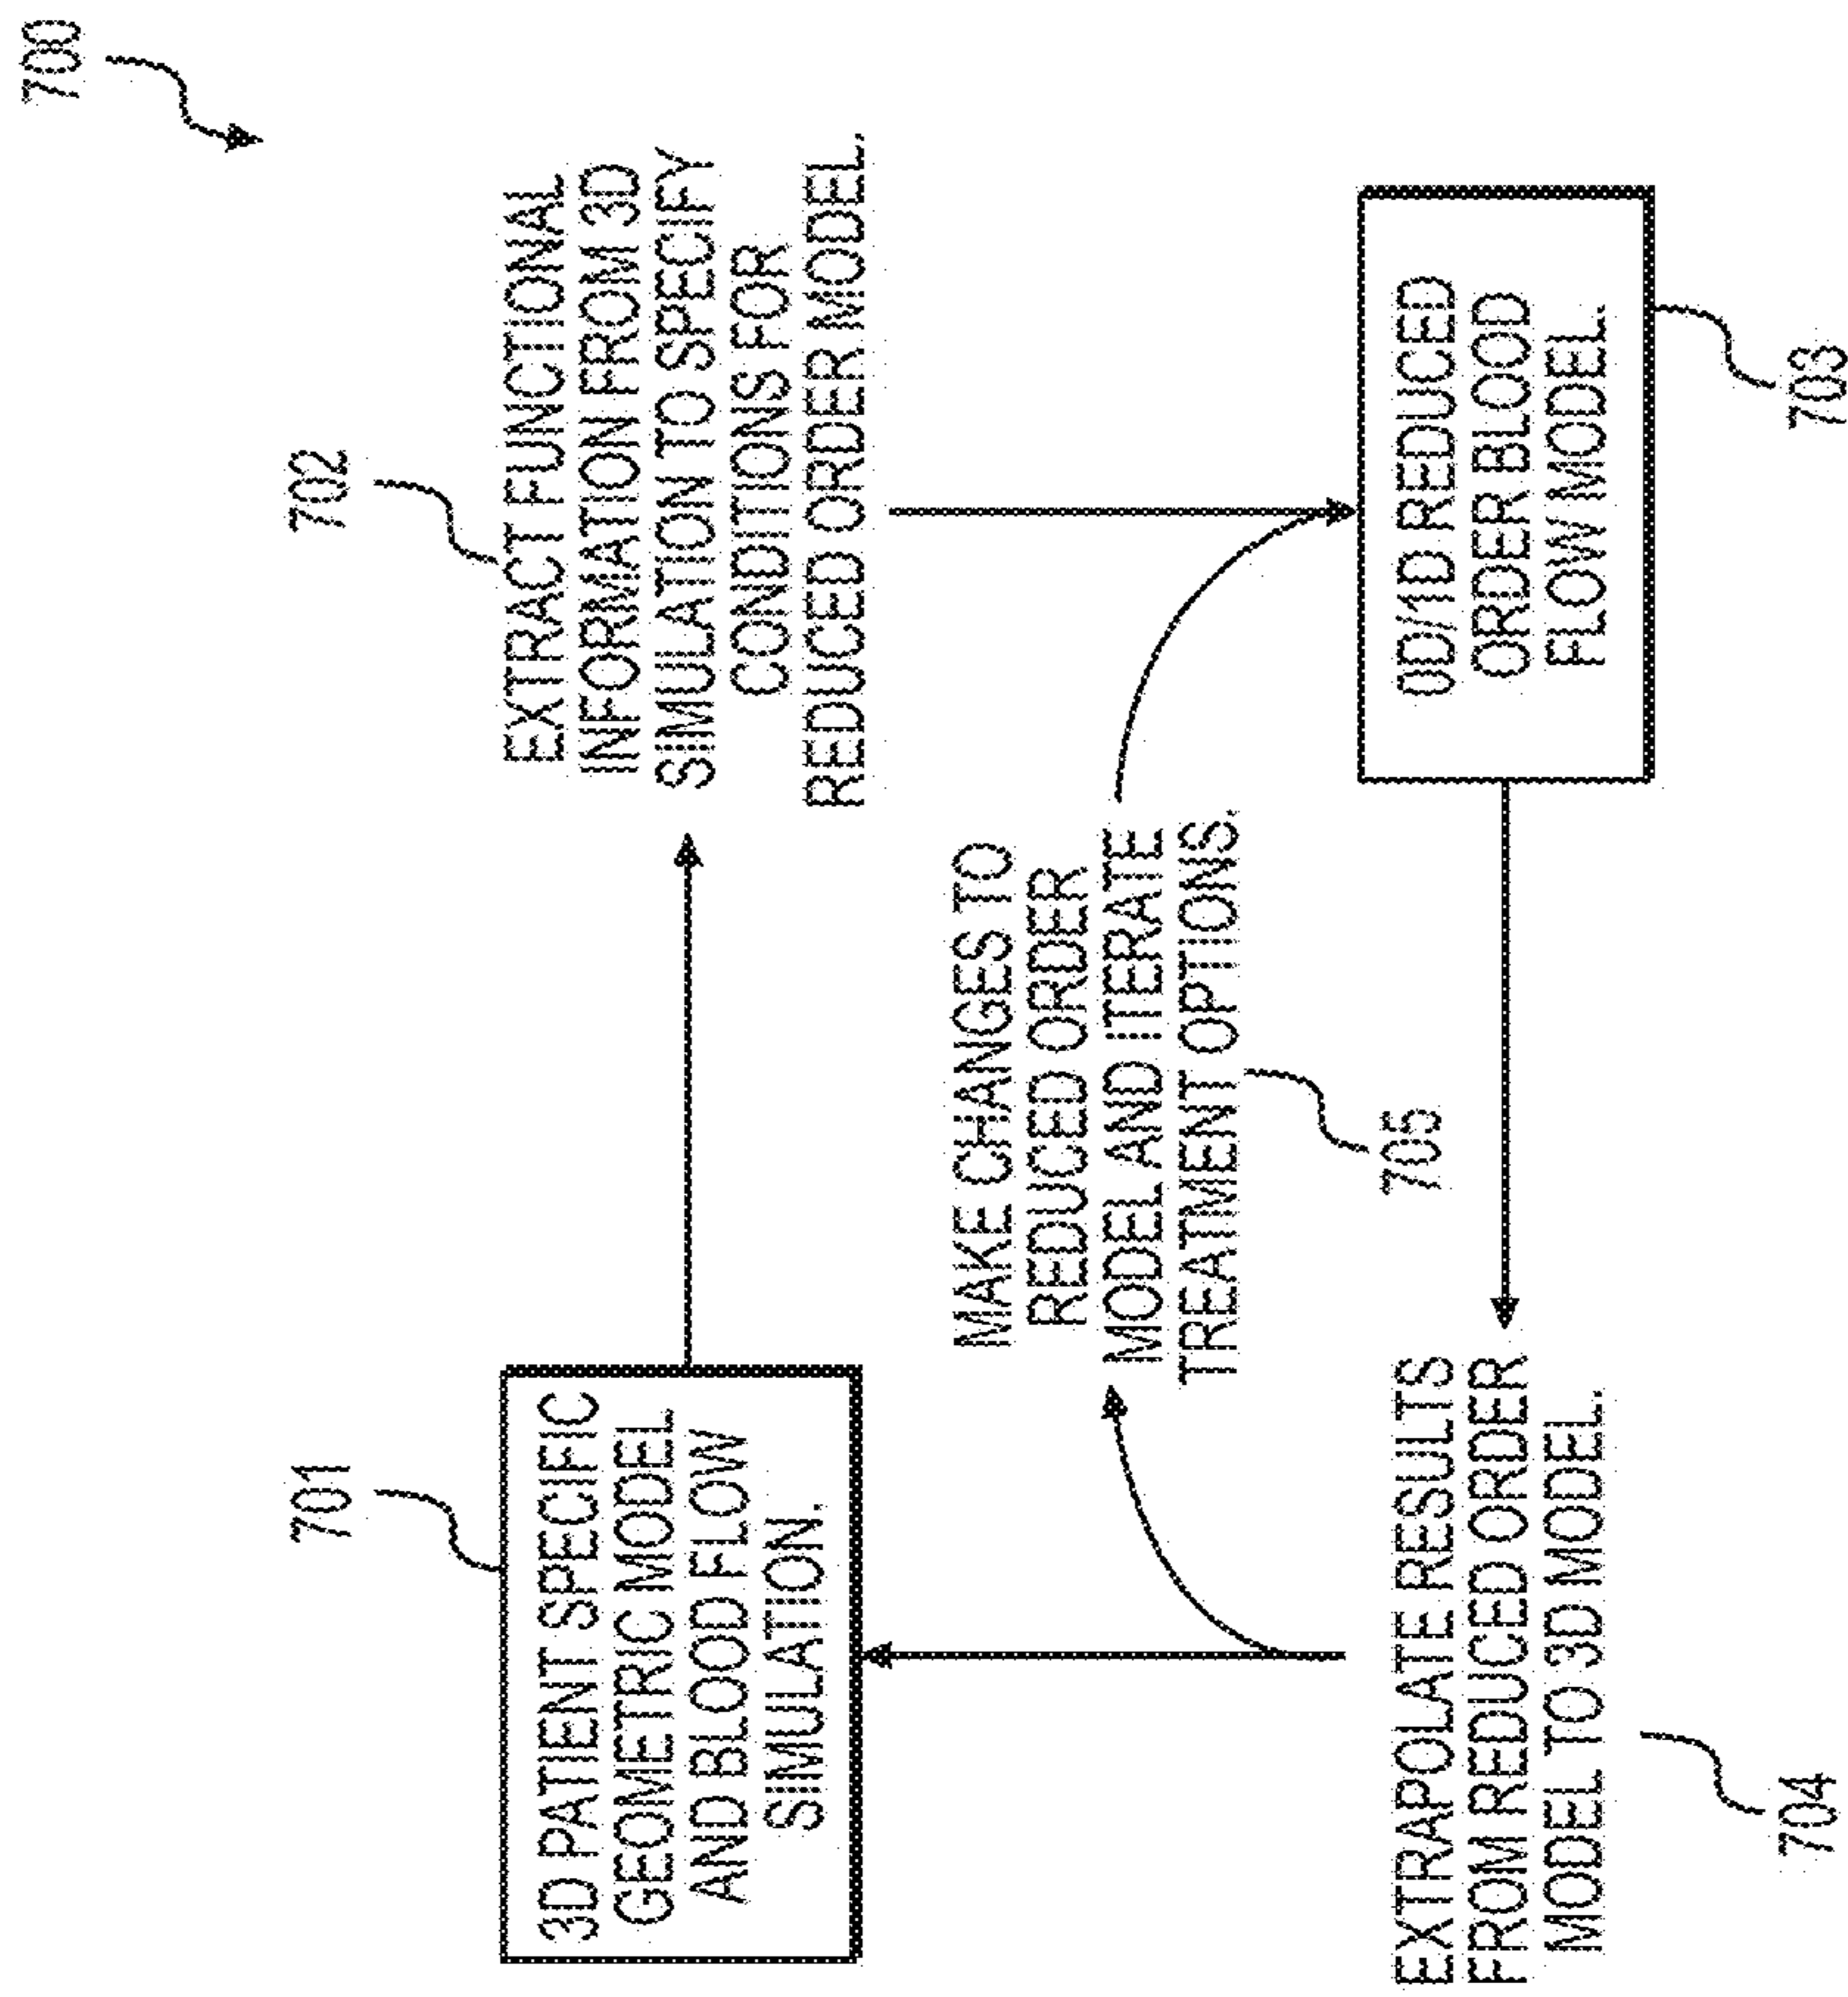 700
701
3D PATIENT SPECIFIC
GEOMETRIC MODEL
AND BLOOD FLOW
SIMULATION.
702
EXTRACT FUNCTIONAL
INFORMATION FROM 3D
SIMULATION TO SPECIFY
CONDITIONS FOR
REDUCED ORDER MODEL.
MAKE CHANGES TO
REDUCED ORDER
MODEL AND ITERATE
TREATMENT OPTIONS.
705
EXTRAPOLATE RESULTS
FROM REDUCED ORDER
MODEL TO 3D MODEL.
704
0D/1D REDUCED
ORDER BLOOD
FLOW MODEL.
703